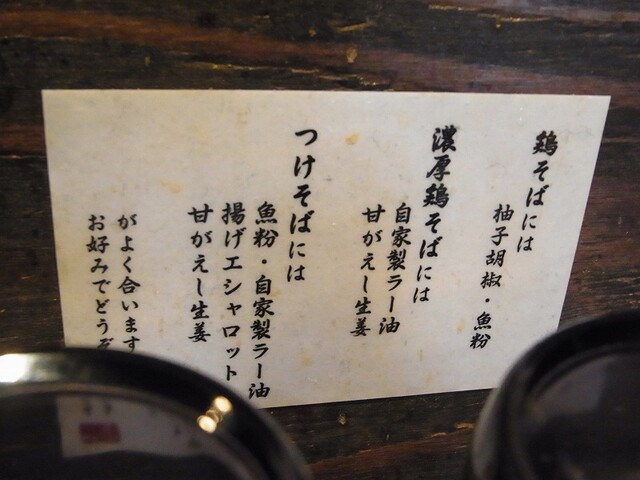 鶏そばには
柚子胡椒・魚粉
濃厚鶏そばには
自家製ラー油
甘がえし生姜
つけそばには
魚粉・自家製ラー油
揚げエシャロット
甘がえし生姜
がよく合います
お好みでどうぞ